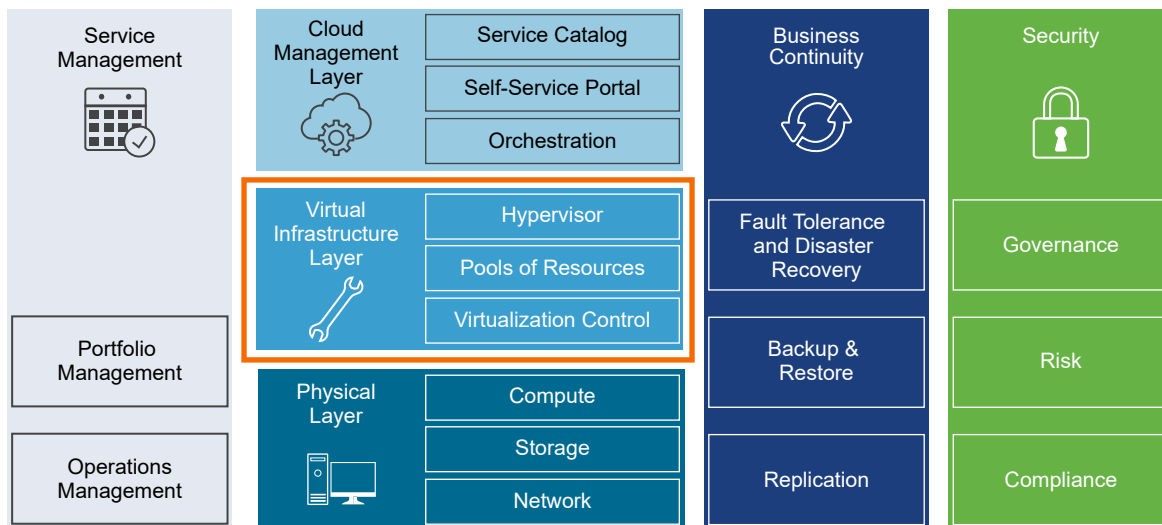 Service
Management
Portfolio
Management
Operations
Management
Cloud
Management
Layer
Service Catalog
Self-Service Portal
Orchestration
Virtual
Infrastructure
Layer
Hypervisor
Pools of Resources
Virtualization Control
Physical
Layer
Compute
Storage
Network
Business
Continuity
Fault Tolerance
and Disaster
Recovery
Backup &
Restore
Replication
Security
Governance
Risk
Compliance